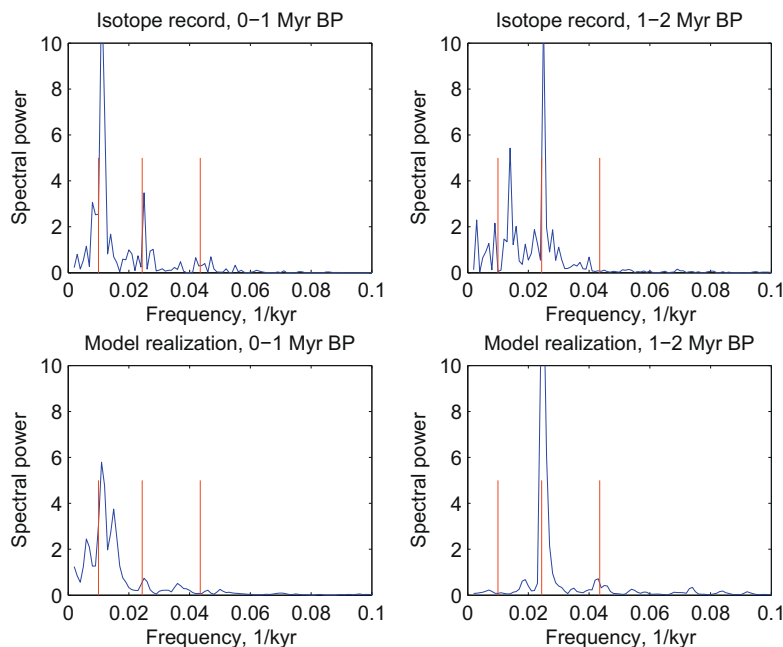 Isotope record, 0−1 Myr BP
10
8
6
4
2
0
Spectral power
0 0.02 0.04 0.06 0.08 0.1
Frequency, 1/kyr
Isotope record, 1−2 Myr BP
10
8
6
4
2
0
Spectral power
0 0.02 0.04 0.06 0.08 0.1
Frequency, 1/kyr
Model realization, 0−1 Myr BP
10
8
6
4
2
0
Spectral power
0 0.02 0.04 0.06 0.08 0.1
Frequency, 1/kyr
Model realization, 1−2 Myr BP
10
8
6
4
2
0
Spectral power
0 0.02 0.04 0.06 0.08 0.1
Frequency, 1/kyr